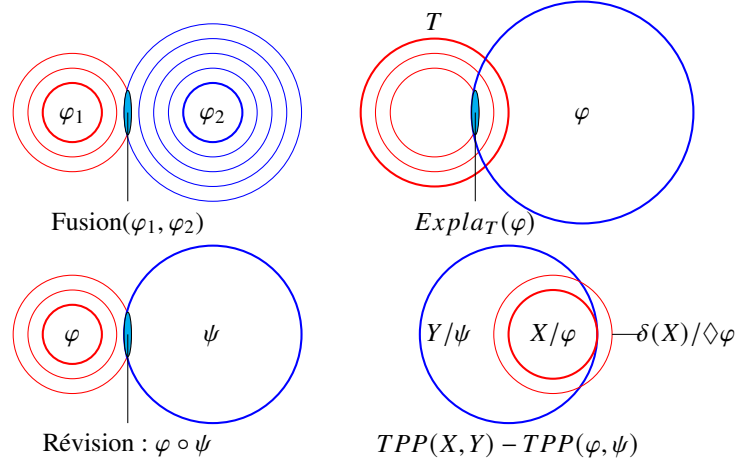 T
φ₁ φ₂ φ
Fusion(φ₁, φ₂) Expla_T(φ)
φ ψ Y/ψ X/φ δ(X)/◇φ
Révision : φ ∘ ψ TPP(X, Y) − TPP(φ, ψ)